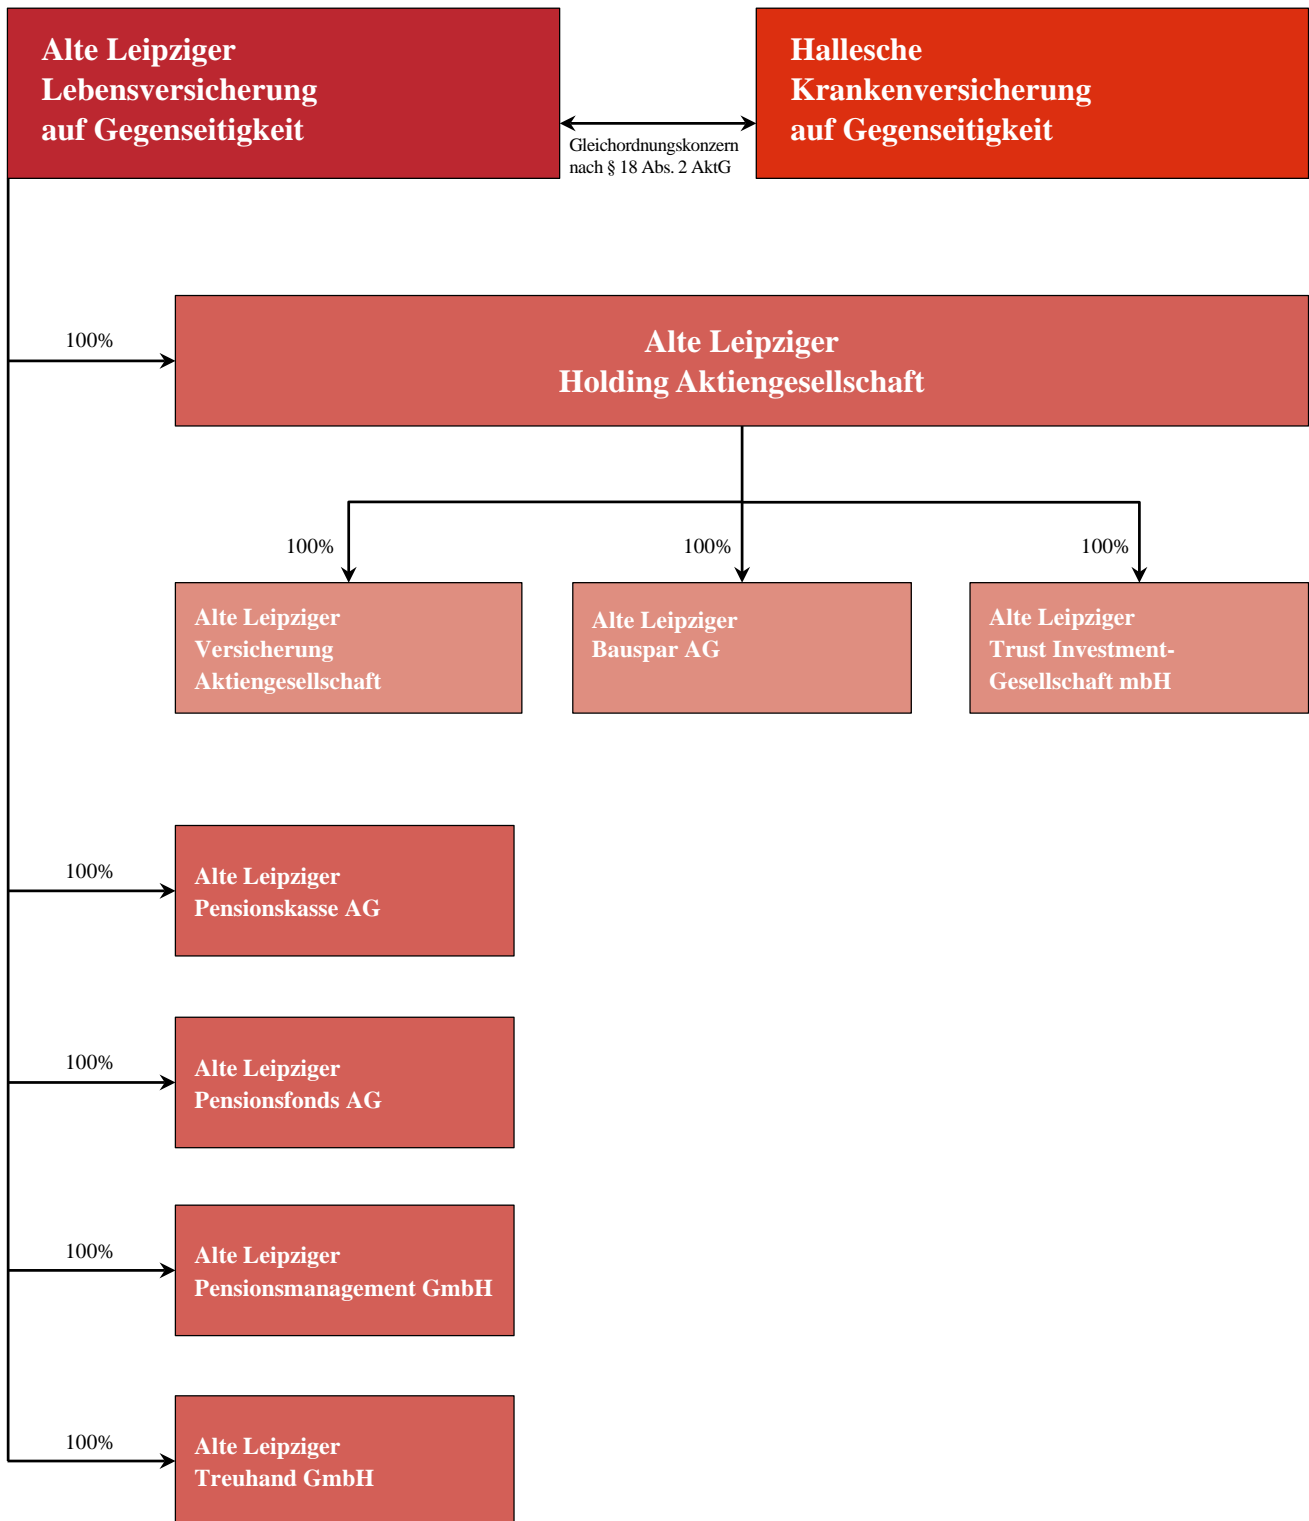 Alte Leipziger
Lebensversicherung
auf Gegenseitigkeit
Gleichordnungskonzern
nach § 18 Abs. 2 AktG
Hallesche
Krankenversicherung
auf Gegenseitigkeit
100%
Alte Leipziger
Holding Aktiengesellschaft
100%
100%
100%
Alte Leipziger
Versicherung
Aktiengesellschaft
Alte Leipziger
Bauspar AG
Alte Leipziger
Trust Investment-
Gesellschaft mbH
100%
Alte Leipziger
Pensionskasse AG
100%
Alte Leipziger
Pensionsfonds AG
100%
Alte Leipziger
Pensionsmanagement GmbH
100%
Alte Leipziger
Treuhand GmbH